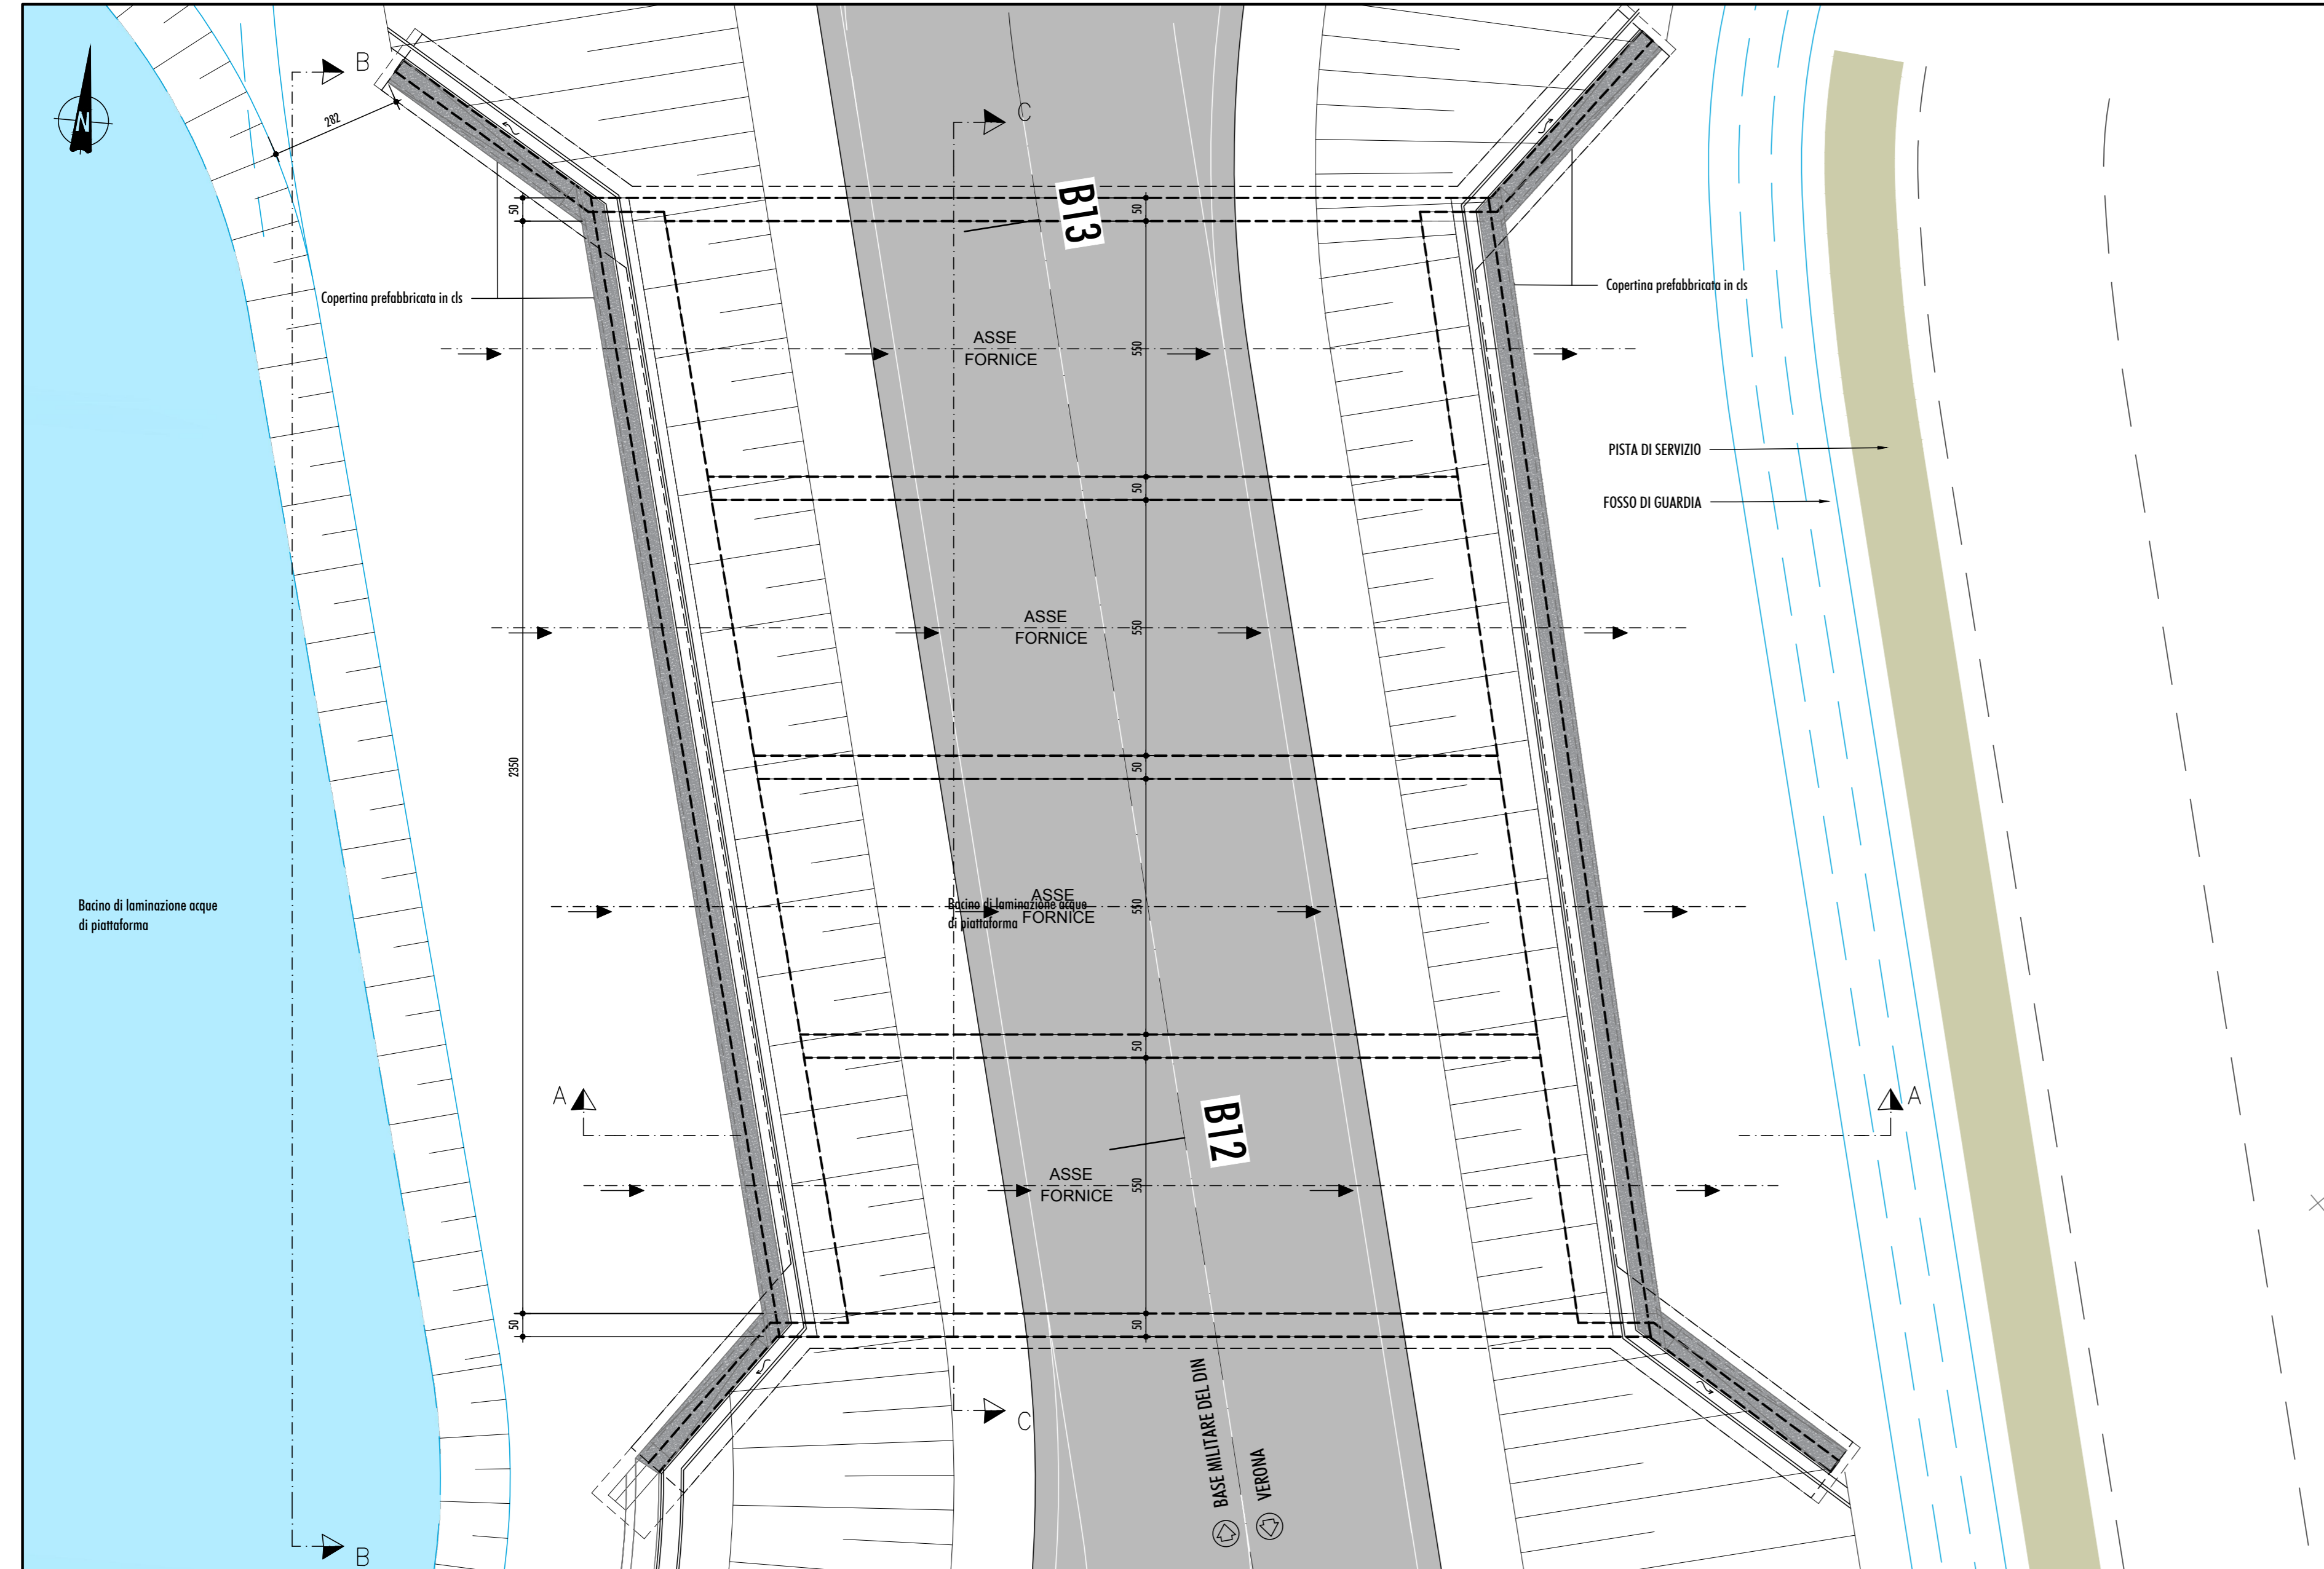 B
C
N
282
50
B13
50
Copertina prefabbricata in cls
Copertina prefabbricata in cls
ASSE
FORNICE
550
PISTA DI SERVIZIO
50
FOSSO DI GUARDIA
ASSE
FORNICE
550
2350
50
Bacino di laminazione acque
di piattaforma
ASSE
FORNICE
Bacino di laminazione acque
di piattaforma
550
50
A
A
B12
ASSE
FORNICE
550
50
50
C
BASE MILITARE DEL DIN
VERONA
B